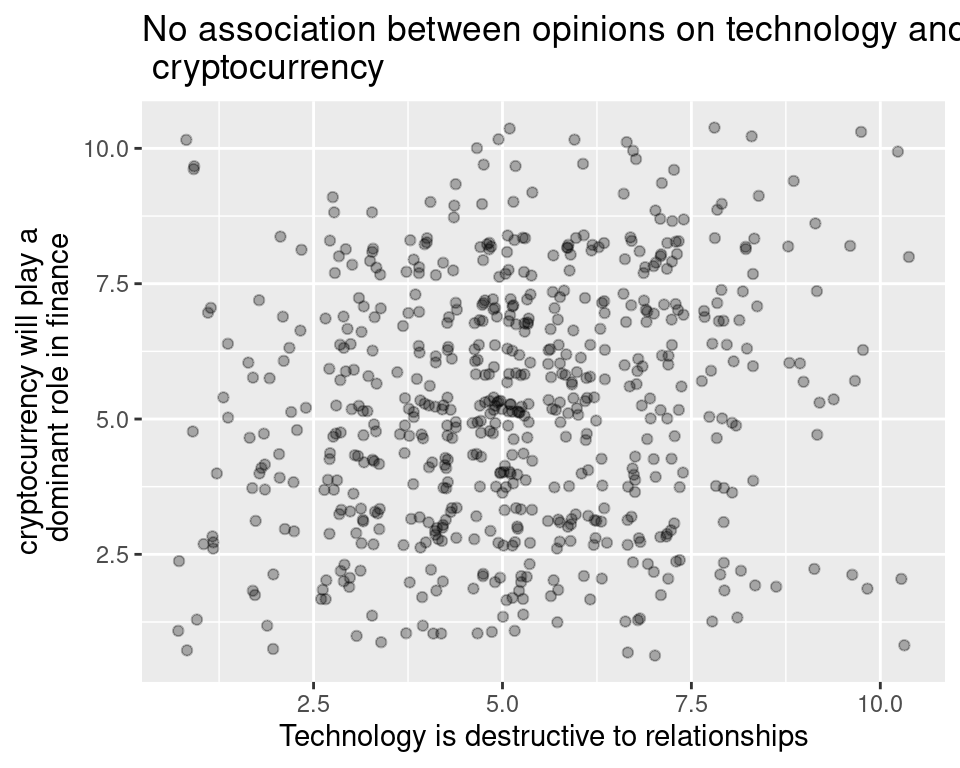 No association between opinions on technology and
cryptocurrency
cryptocurrency will play a
dominant role in finance
10.0
7.5
5.0
2.5
2.5 5.0 7.5 10.0
Technology is destructive to relationships